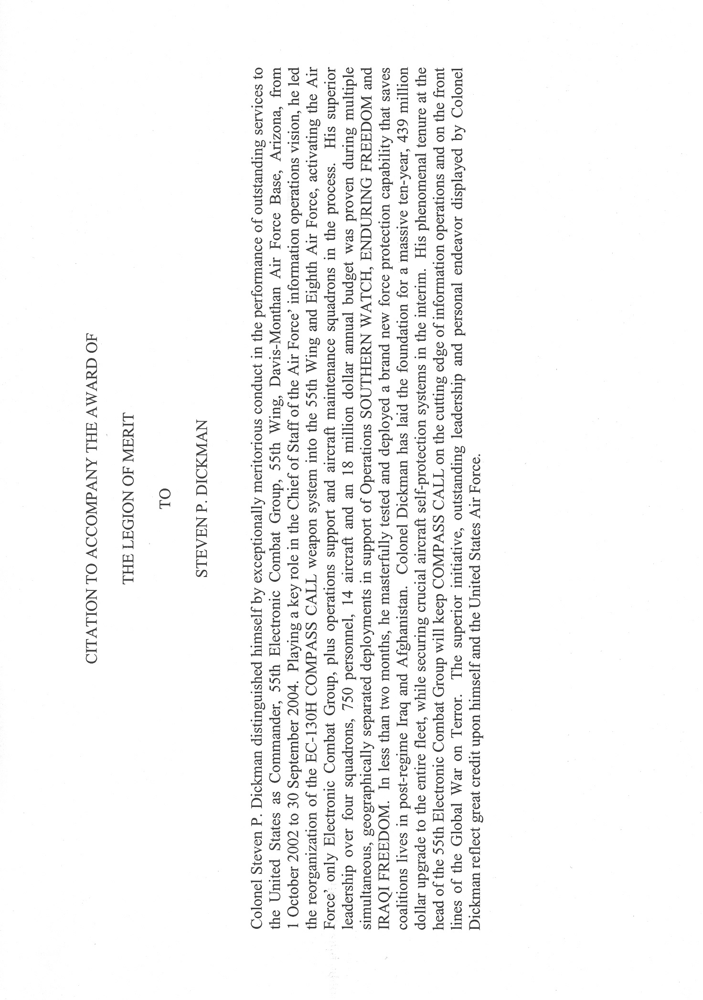 CITATION TO ACCOMPANY THE AWARD OF
THE LEGION OF MERIT
TO
STEVEN P. DICKMAN
Colonel Steven P. Dickman distinguished himself by exceptionally meritorious conduct in the performance of outstanding services to
the United States as Commander, 55th Electronic Combat Group, 55th Wing, Davis-Monthan Air Force Base, Arizona, from
1 October 2002 to 30 September 2004. Playing a key role in the Chief of Staff of the Air Force' information operations vision, he led
the reorganization of the EC-130H COMPASS CALL weapon system into the 55th Wing and Eighth Air Force, activating the Air
Force' only Electronic Combat Group, plus operations support and aircraft maintenance squadrons in the process. His superior
leadership over four squadrons, 750 personnel, 14 aircraft and an 18 million dollar annual budget was proven during multiple
simultaneous, geographically separated deployments in support of Operations SOUTHERN WATCH, ENDURING FREEDOM and
IRAQI FREEDOM. In less than two months, he masterfully tested and deployed a brand new force protection capability that saves
coalitions lives in post-regime Iraq and Afghanistan. Colonel Dickman has laid the foundation for a massive ten-year, 439 million
dollar upgrade to the entire fleet, while securing crucial aircraft self-protection systems in the interim. His phenomenal tenure at the
head of the 55th Electronic Combat Group will keep COMPASS CALL on the cutting edge of information operations and on the front
lines of the Global War on Terror. The superior initiative, outstanding leadership and personal endeavor displayed by Colonel
Dickman reflect great credit upon himself and the United States Air Force.